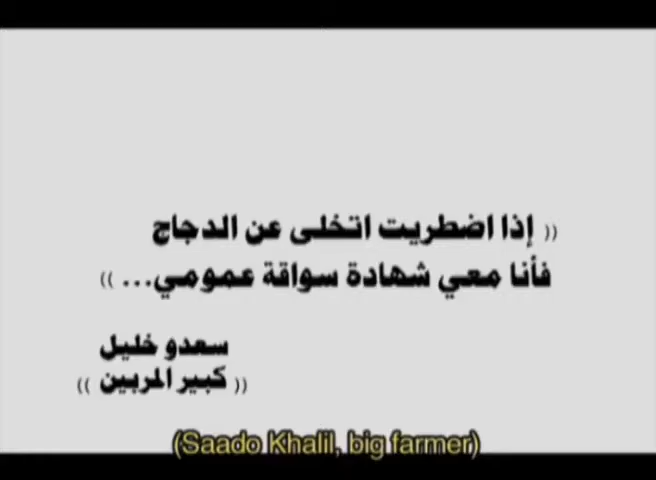 (( إذا اضطريت اتخلى عن الدجاج
فأنا معي شهادة سواقة عمومي... ))
سعدو خليل
(( كبير المربين ))
(Saado Khalil, big farmer)